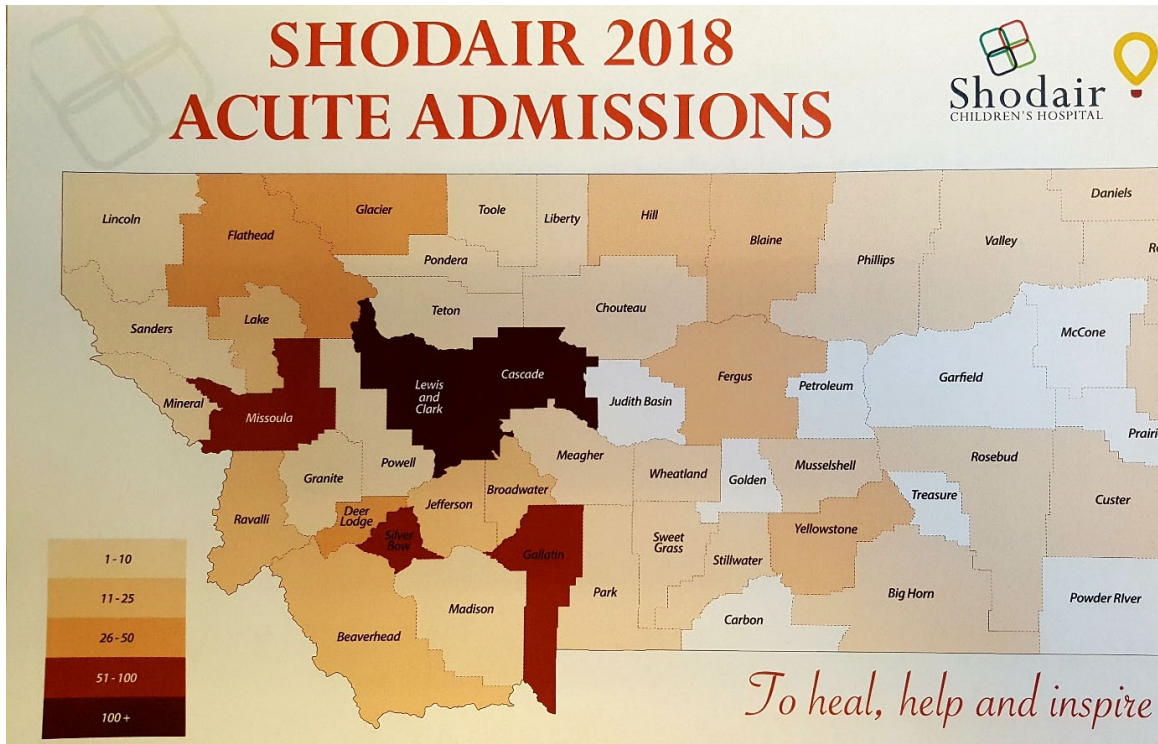 SHODAIR 2018
ACUTE ADMISSIONS
Shodair
CHILDREN'S HOSPITAL
Lincoln
Flathead
Glacier
Toole
Liberty
Hill
Blaine
Phillips
Valley
Daniels
Pondera
Teton
Chouteau
Sanders
Lake
McCone
Mineral
Missoula
Lewis
and
Clark
Cascade
Judith Basin
Fergus
Petroleum
Garfield
Prairi
Granite
Powell
Meagher
Wheatland
Golden
Musselshell
Rosebud
Treasure
Custer
Ravalli
Deer
Lodge
Silver
Bow
Jefferson
Broadwater
Gallatin
Sweet
Grass
Stillwater
Yellowstone
Park
Big Horn
Powder RIver
Carbon
Madison
Beaverhead
1 - 10
11 - 25
26 - 50
51 - 100
100 +
To heal, help and inspire